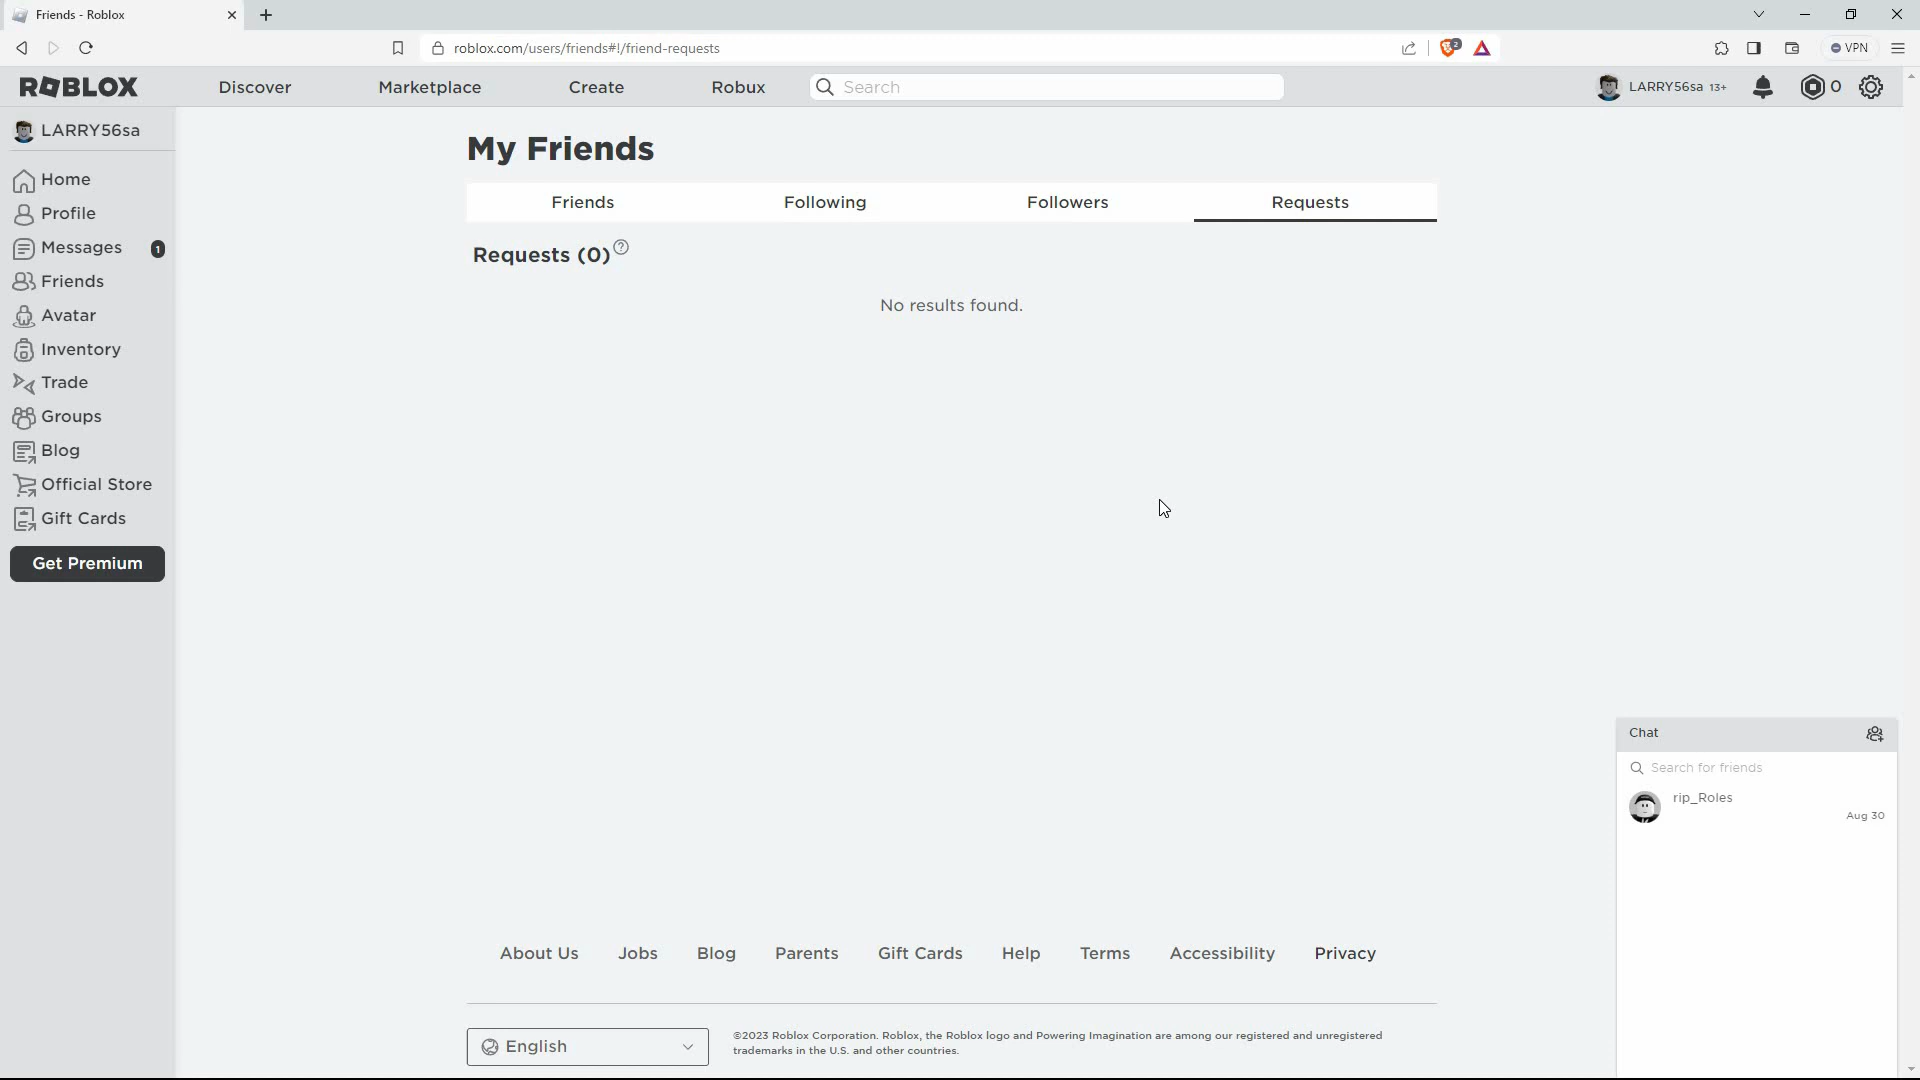 Friends - Roblox
roblox.com/users/friends#!/friend-requests
2
VPN
ROBLOX
Discover
Marketplace
Create
Robux
Search
LARRY56sa 13+
0
LARRY56sa
Home
Profile
Messages
1
Friends
Avatar
Inventory
Trade
Groups
Blog
Official Store
Gift Cards
Get Premium
My Friends
Friends
Following
Followers
Requests
Requests (0)
?
No results found.
Chat
Search for friends
rip_Roles
Aug 30
About Us
Jobs
Blog
Parents
Gift Cards
Help
Terms
Accessibility
Privacy
English
©2023 Roblox Corporation. Roblox, the Roblox logo and Powering Imagination are among our registered and unregistered
trademarks in the U.S. and other countries.